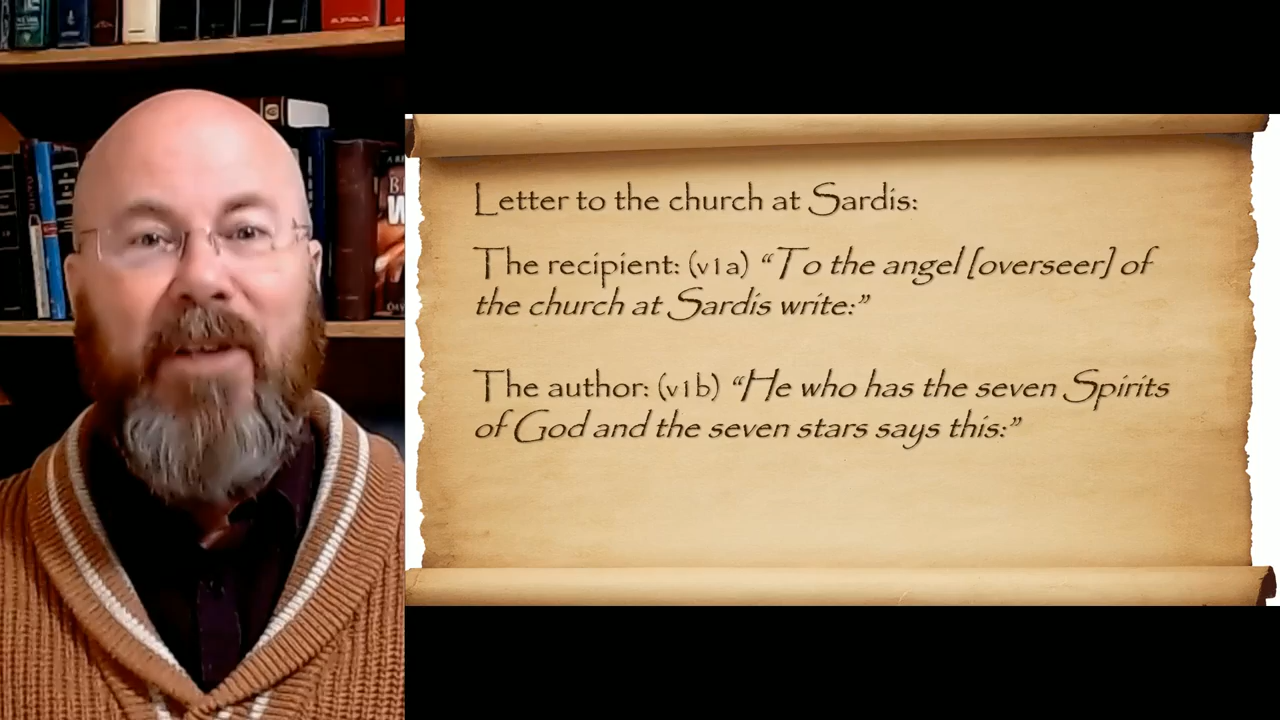 Letter to the church at Sardis:
The recipient: (v1a) “To the angel [overseer] of
the church at Sardis write:”
The author: (v1b) “He who has the seven Spirits
of God and the seven stars says this:”